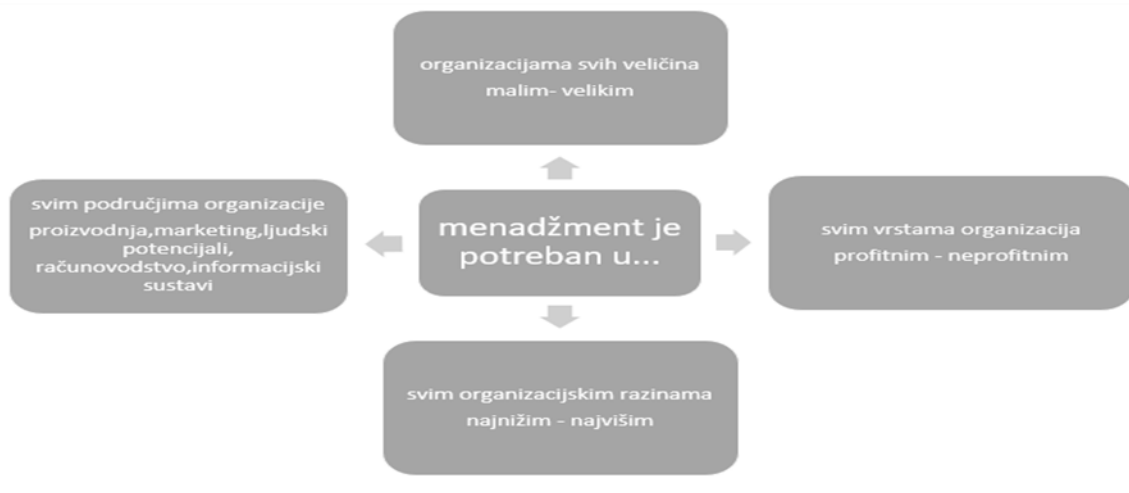 organizacijama svih veličina
malim- velikim
svim područjima organizacije
proizvodnja,marketing,ljudski
potencijali,
računovodstvo,informacijski
sustavi
menadžment je
potreban u...
svim vrstama organizacija
profitnim - neprofitnim
svim organizacijskim razinama
najnižim - najvišim